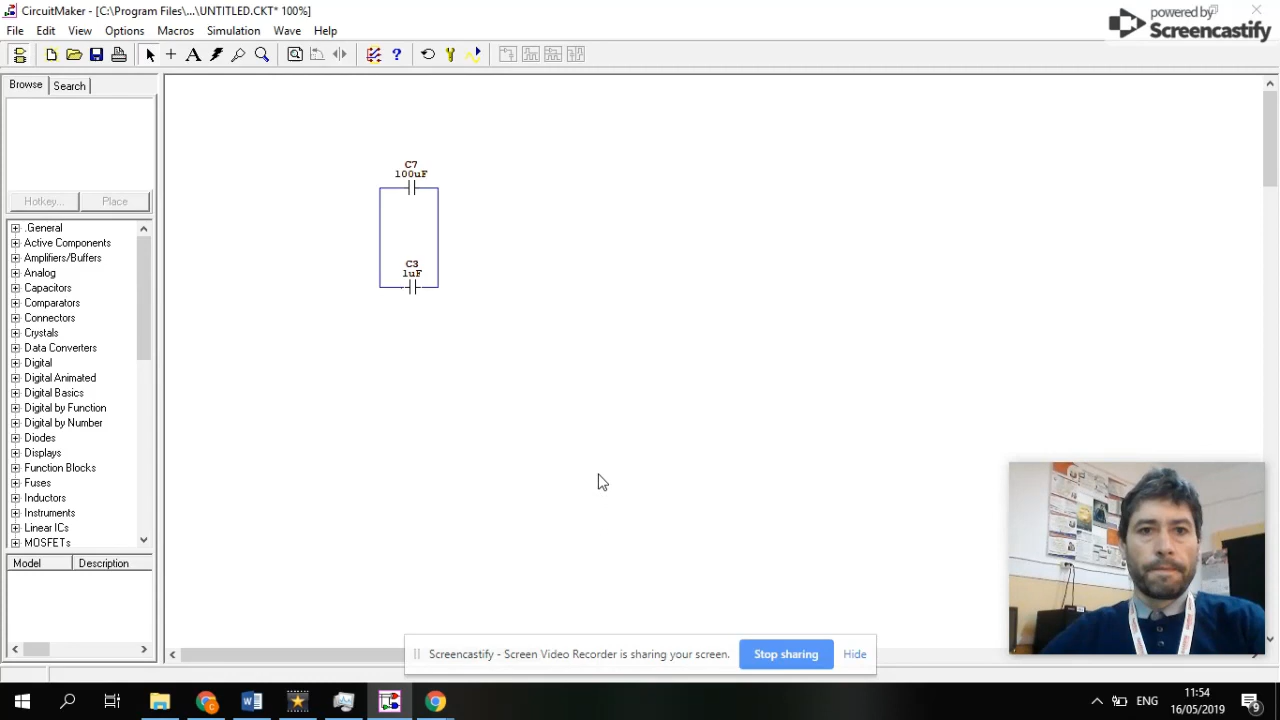 CircuitMaker - [C:\Program Files\...\UNTITLED.CKT* 100%]
powered by
Screencastify
File Edit View Options Macros Simulation Wave Help
Browse Search
Hotkey... Place
.General
Active Components
Amplifiers/Buffers
Analog
Capacitors
Comparators
Connectors
Crystals
Data Converters
Digital
Digital Animated
Digital Basics
Digital by Function
Digital by Number
Diodes
Displays
Function Blocks
Fuses
Inductors
Instruments
Linear ICs
MOSFETs
Model Description
C7
100uF
C3
1uF
Screencastify - Screen Video Recorder is sharing your screen. Stop sharing Hide
ENG
11:54
16/05/2019
9